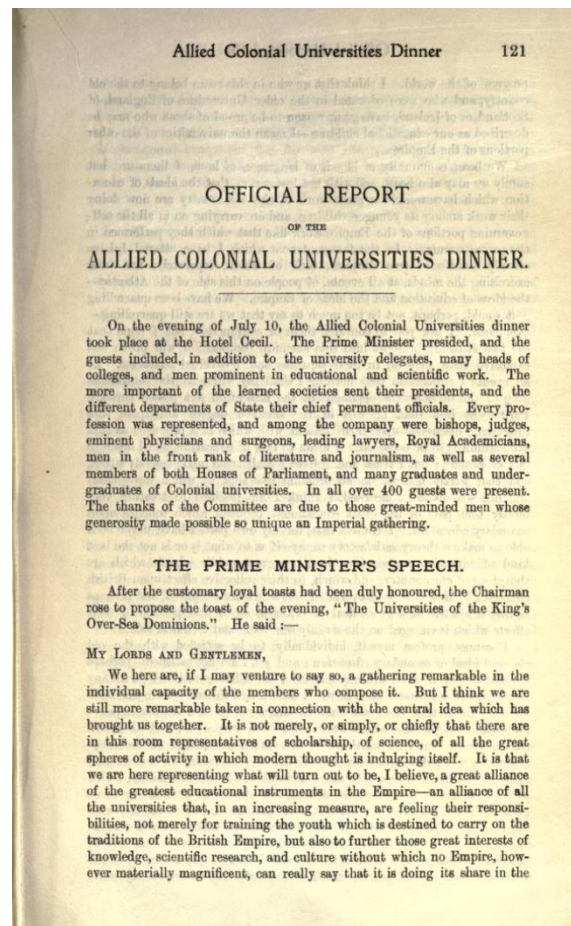 Allied Colonial Universities Dinner 121
OFFICIAL REPORT
OF THE
ALLIED COLONIAL UNIVERSITIES DINNER.
On the evening of July 10, the Allied Colonial Universities dinner
took place at the Hotel Cecil. The Prime Minister presided, and the
guests included, in addition to the university delegates, many heads of
colleges, and men prominent in educational and scientific work. The
more important of the learned societies sent their presidents, and the
different departments of State their chief permanent officials. Every pro-
fession was represented, and among the company were bishops, judges,
eminent physicians and surgeons, leading lawyers, Royal Academicians,
men in the front rank of literature and journalism, as well as several
members of both Houses of Parliament, and many graduates and under-
graduates of Colonial universities. In all over 400 guests were present.
The thanks of the Committee are due to those great-minded men whose
generosity made possible so unique an Imperial gathering.
THE PRIME MINISTER'S SPEECH.
After the customary loyal toasts had been duly honoured, the Chairman
rose to propose the toast of the evening, "The Universities of the King's
Over-Sea Dominions." He said :—
MY LORDS AND GENTLEMEN,
We here are, if I may venture to say so, a gathering remarkable in the
individual capacity of the members who compose it. But I think we are
still more remarkable taken in connection with the central idea which has
brought us together. It is not merely, or simply, or chiefly that there are
in this room representatives of scholarship, of science, of all the great
spheres of activity in which modern thought is indulging itself. It is that
we are here representing what will turn out to be, I believe, a great alliance
of the greatest educational instruments in the Empire—an alliance of all
the universities that, in an increasing measure, are feeling their responsi-
bilities, not merely for training the youth which is destined to carry on the
traditions of the British Empire, but also to further those great interests of
knowledge, scientific research, and culture without which no Empire, how-
ever materially magnificent, can really say that it is doing its share in the